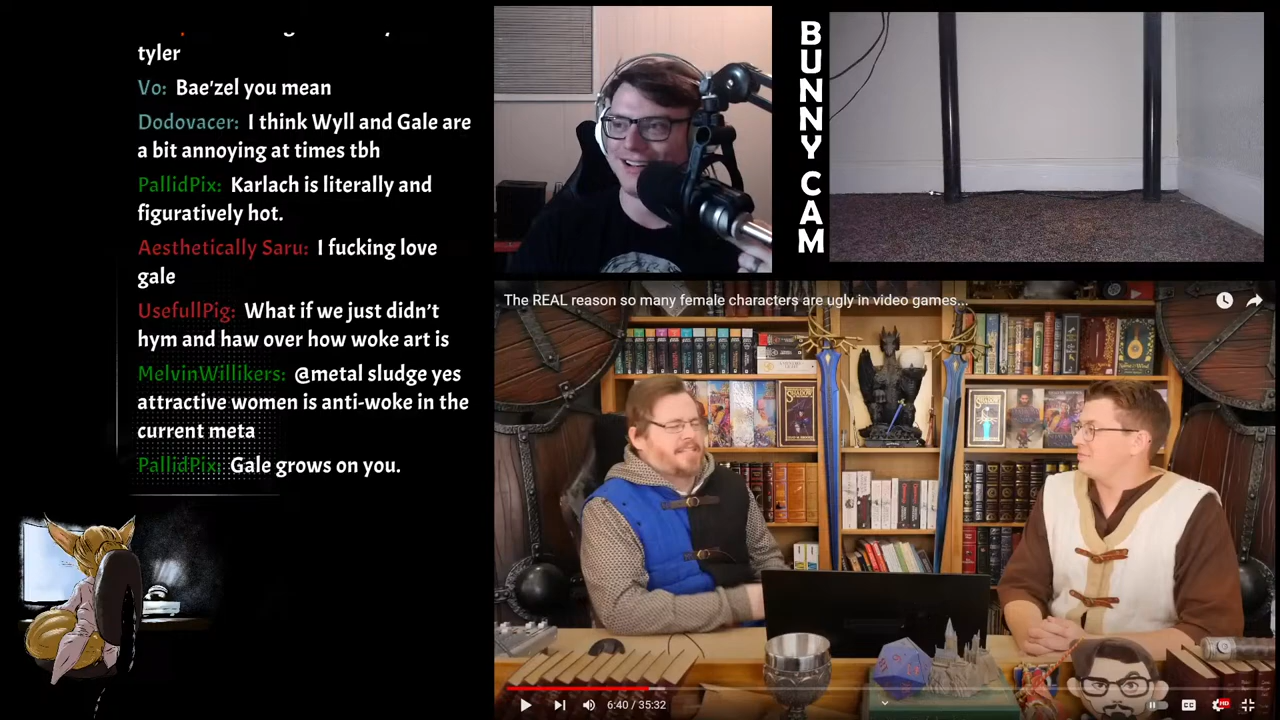 tyler
Vo: Bae'zel you mean
Dodovacer: I think Wyll and Gale are
a bit annoying at times tbh
PallidPix: Karlach is literally and
figuratively hot.
Aesthetically Saru: I fucking love
gale
UsefullPig: What if we just didn't
hym and haw over how woke art is
MelvinWillikers: @metal sludge yes
attractive women is anti-woke in the
current meta
PallidPix: Gale grows on you.
BUNNY CAM
The REAL reason so many female characters are ugly in video games...
SHADOW
SHADOW
6:40 / 35:32
CC
HD